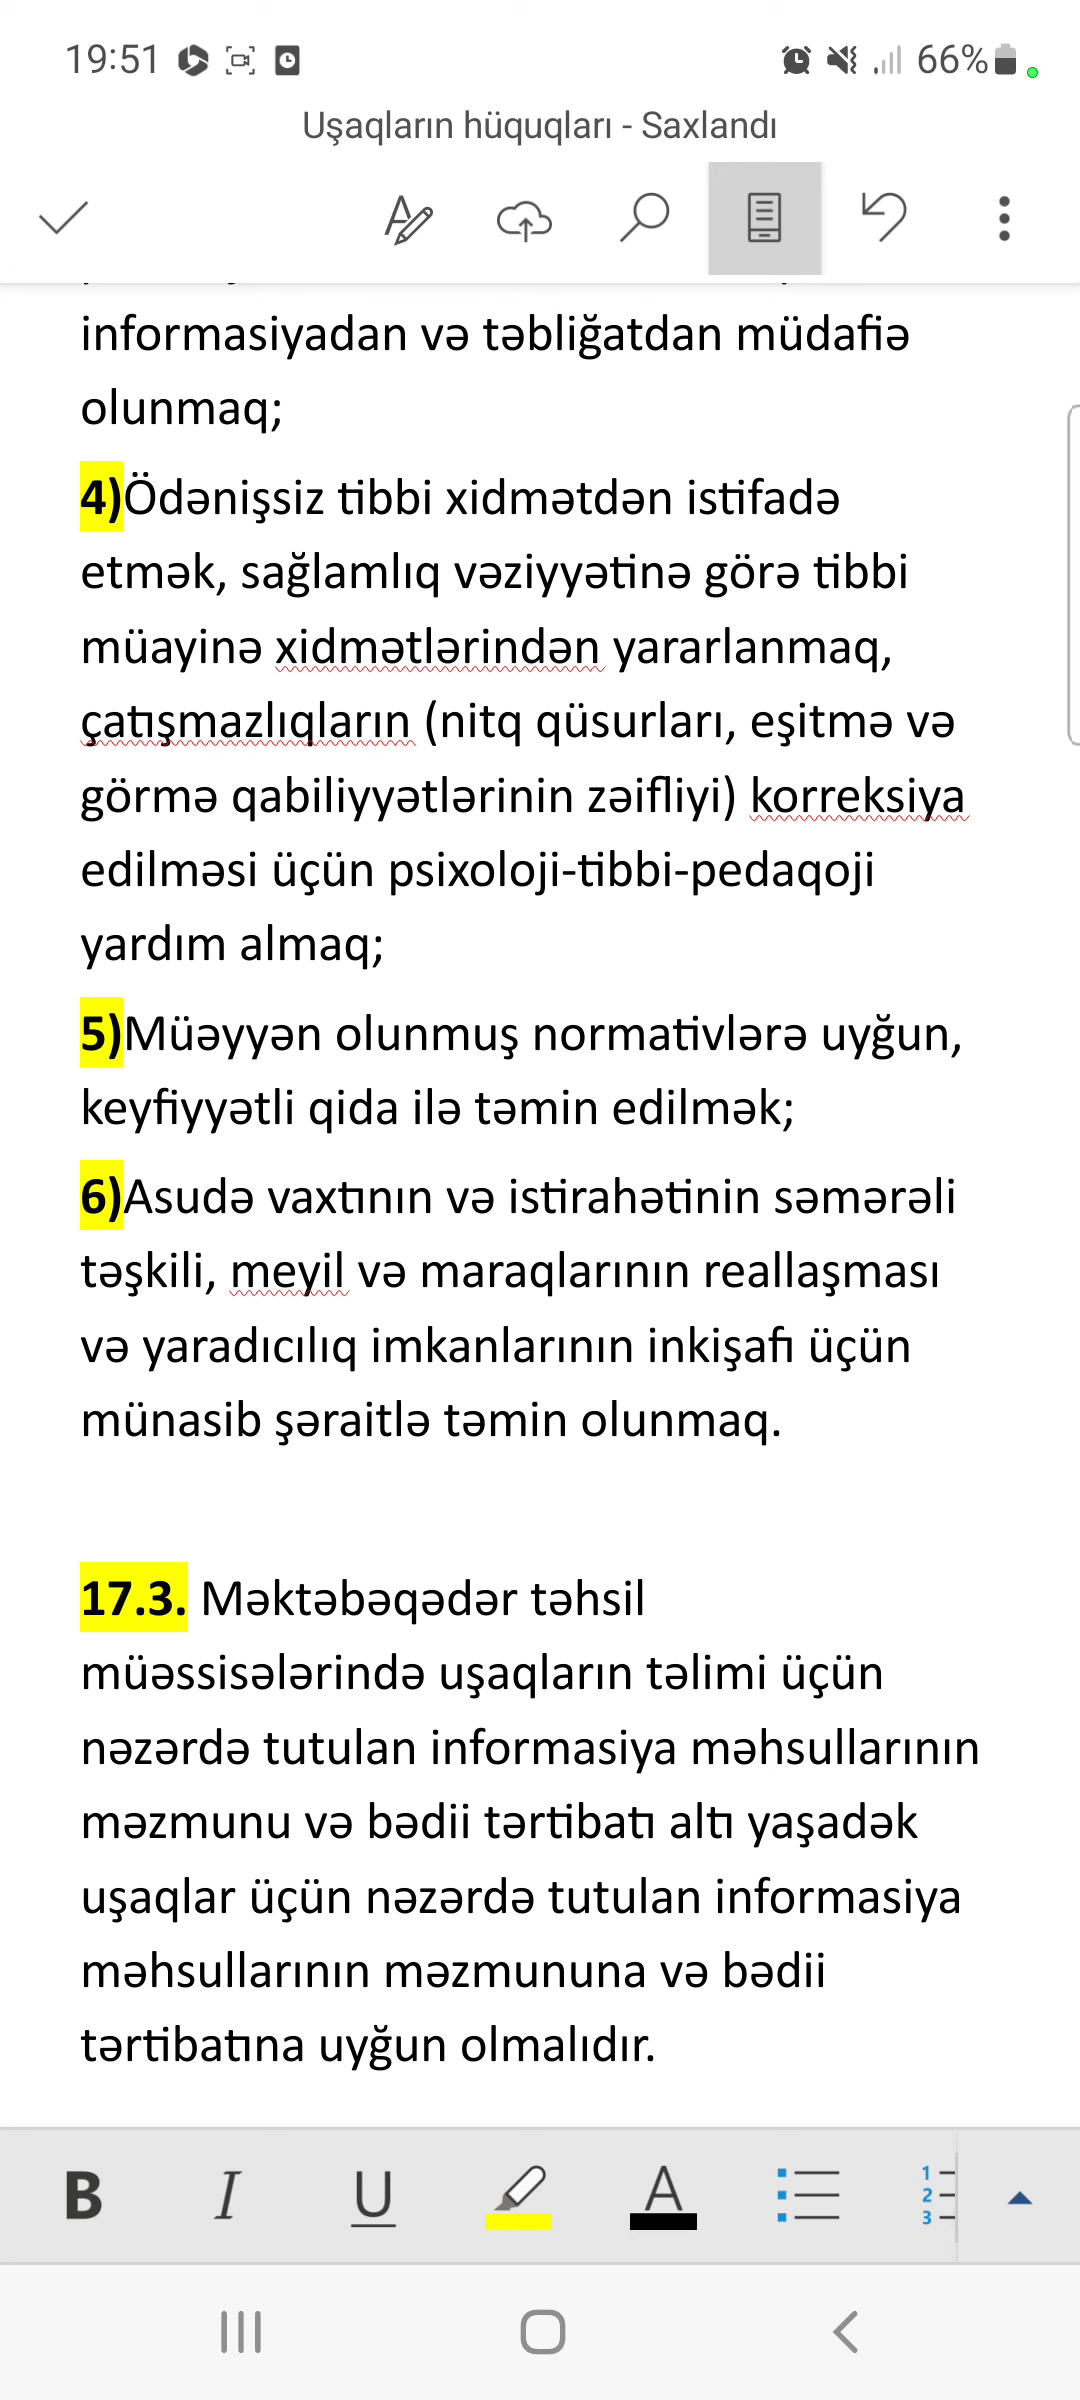 19:51
66%
Uşaqların hüquqları - Saxlandı
informasiyadan və təbliğatdan müdafiə
olunmaq;
4)Ödənişsiz tibbi xidmətdən istifadə
etmək, sağlamlıq vəziyyətinə görə tibbi
müayinə xidmətlərindən yararlanmaq,
çatışmazlıqların (nitq qüsurları, eşitmə və
görmə qabiliyyətlərinin zəifliyi) korreksiya
edilməsi üçün psixoloji-tibbi-pedaqoji
yardım almaq;
5)Müəyyən olunmuş normativlərə uyğun,
keyfiyyətli qida ilə təmin edilmək;
6)Asudə vaxtının və istirahətinin səmərəli
təşkili, meyil və maraqlarının reallaşması
və yaradıcılıq imkanlarının inkişafı üçün
münasib şəraitlə təmin olunmaq.
17.3. Məktəbəqədər təhsil
müəssisələrində uşaqların təlimi üçün
nəzərdə tutulan informasiya məhsullarının
məzmunu və bədii tərtibatı altı yaşadək
uşaqlar üçün nəzərdə tutulan informasiya
məhsullarının məzmununa və bədii
tərtibatına uyğun olmalıdır.
B I U A 1 2 3